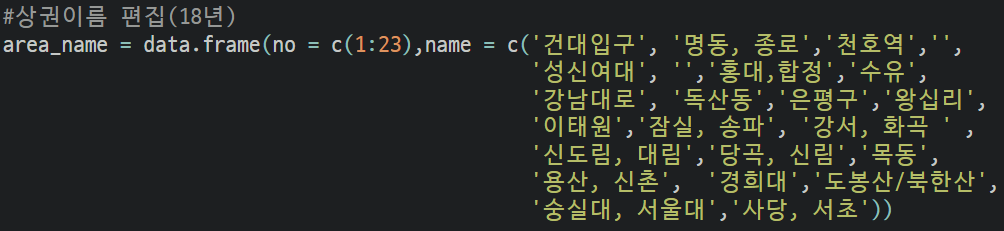 #상권이름 편집(18년)
area_name = data.frame(no = c(1:23),name = c('건대입구', '명동, 종로','천호역','',
'성신여대', '','홍대,합정','수유',
'강남대로', '독산동','은평구','왕십리',
'이태원','잠실, 송파', '강서, 화곡 ' ,
'신도림, 대림','당곡, 신림','목동',
'용산, 신촌', '경희대','도봉산/북한산',
'숭실대, 서울대','사당, 서초'))